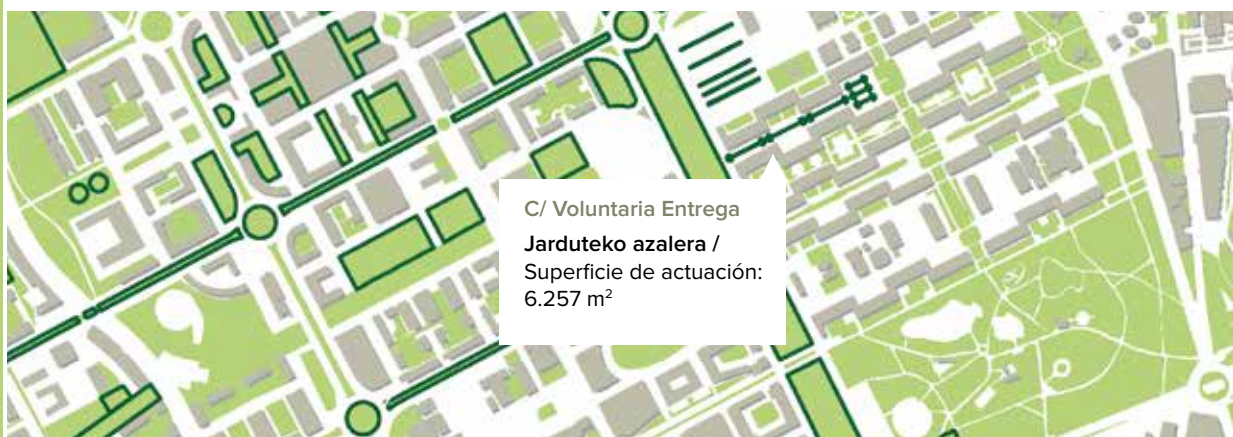 C/ Voluntaria Entrega
Jarduteko azalera /
Superficie de actuación:
6.257 m²